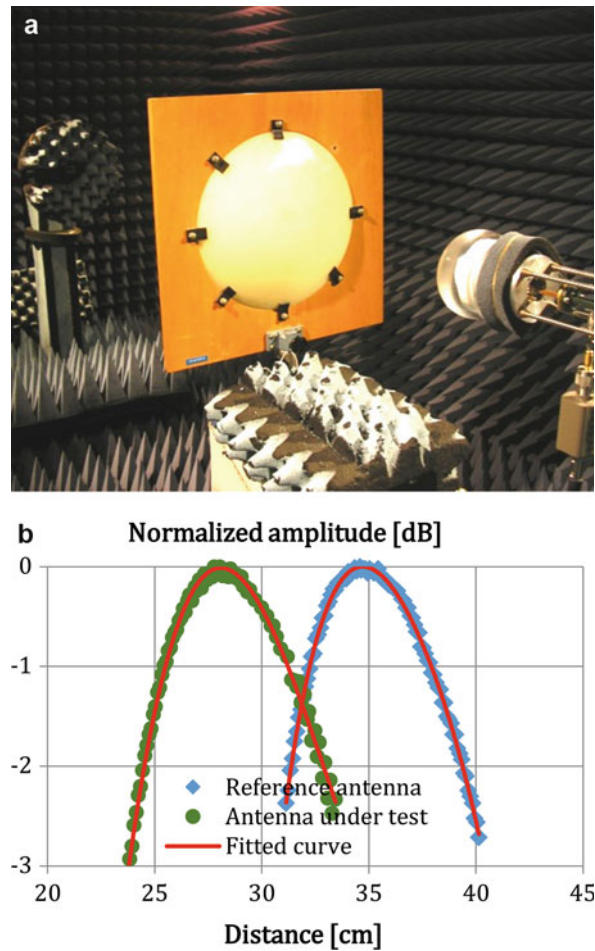 a
b
Normalized amplitude [dB]
0
-1
-2
-3
Reference antenna
Antenna under test
Fitted curve
20 25 31 35 40 45
Distance [cm]